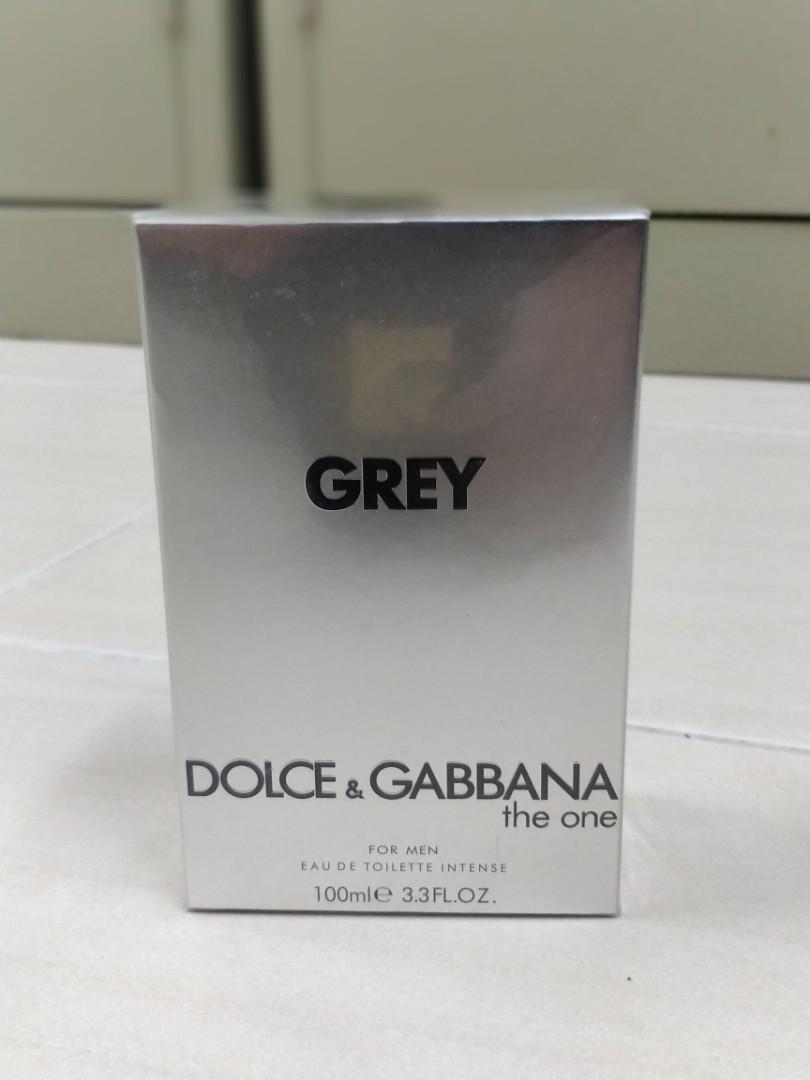 GREY
DOLCE & GABBANA
the one
FOR MEN
EAU DE TOILETTE INTENSE
100ml℮ 3.3FL.OZ.